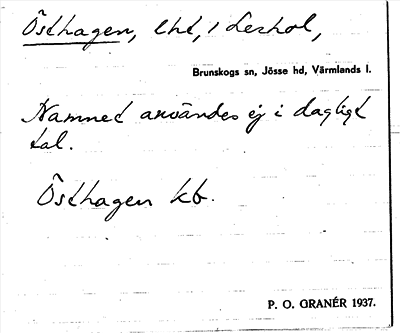 Östhagen, lht, i Lerhol,
Brunskogs sn, Jösse hd, Värmlands l.
Namnet användes ej i dagligt
tal.
Östhagen kb.
P. O. GRANÉR 1937.